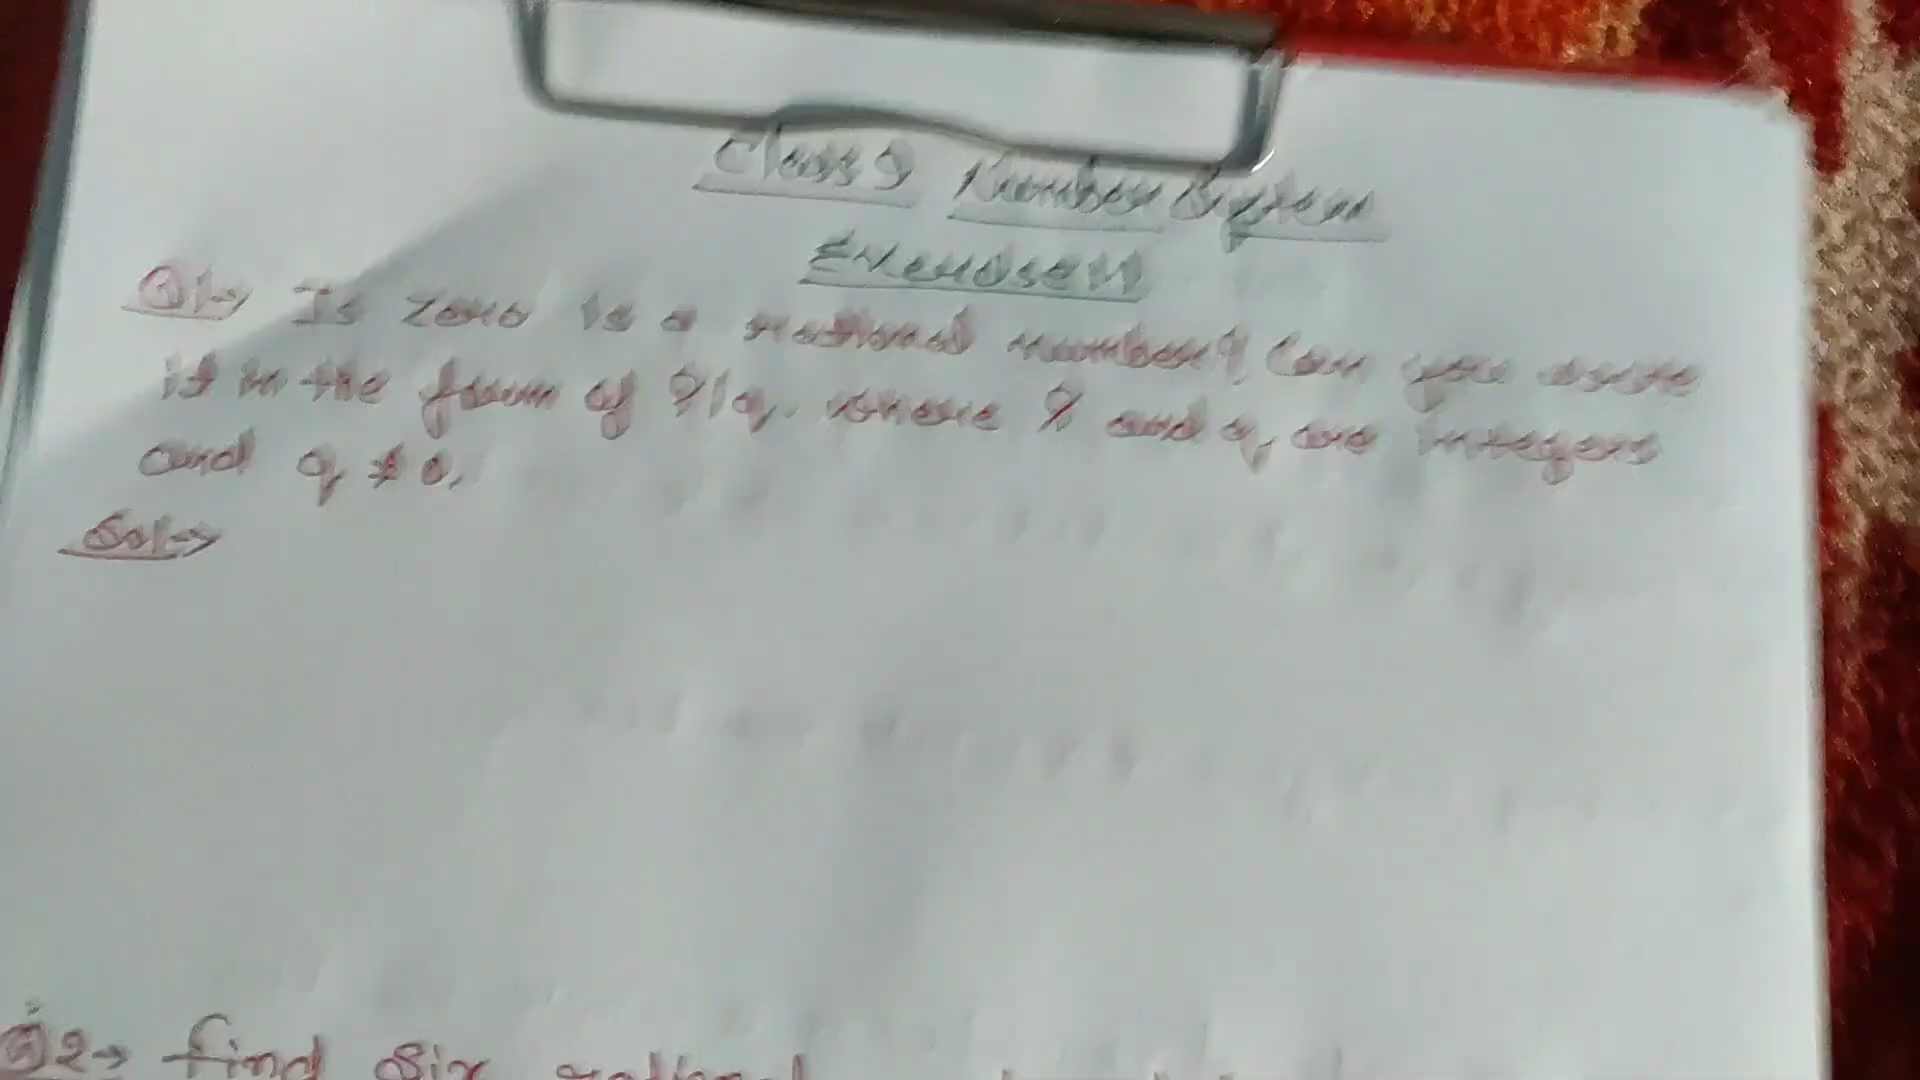 Class 9 Number System
Exercise 1.1
Q1→ Is zero is a rational number? Can you write
it in the form of P/q. where P and q are integers
and q ≠ 0.
Sol→
Q2→ find Six rational